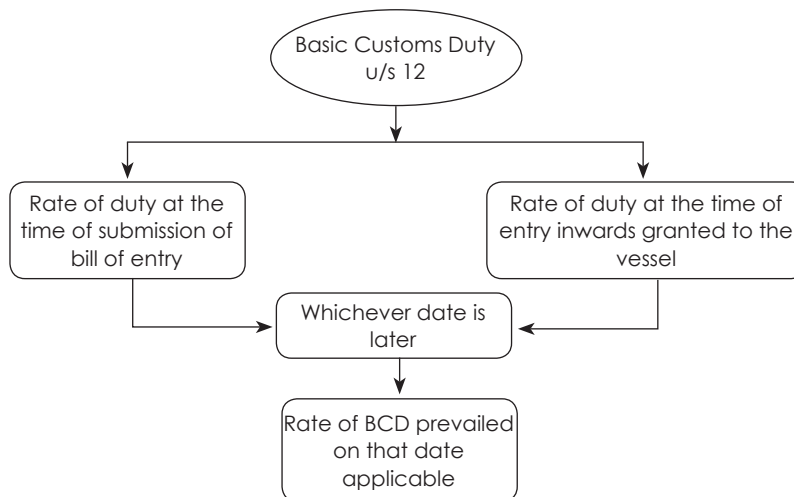 Basic Customs Duty
u/s 12
Rate of duty at the
time of submission of
bill of entry
Rate of duty at the time of
entry inwards granted to the
vessel
Whichever date is
later
Rate of BCD prevailed
on that date
applicable